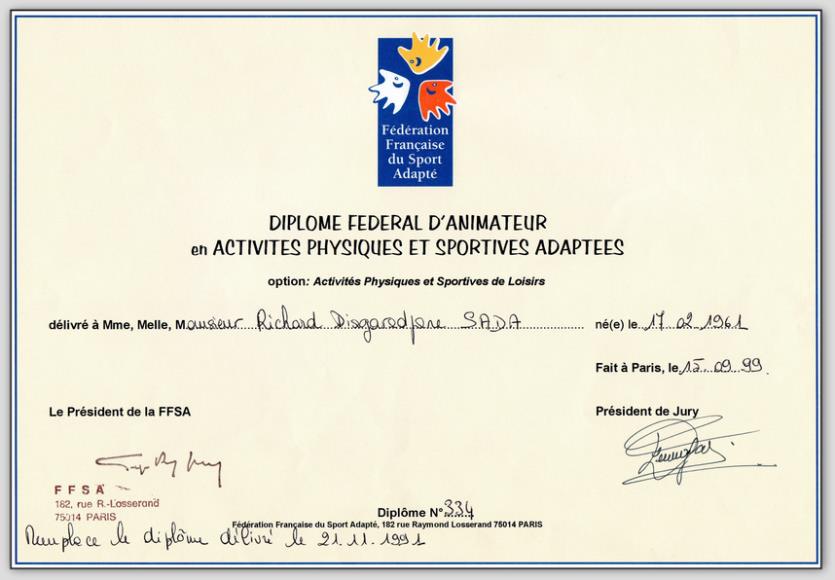 Fédération
Française
du Sport
Adapté
DIPLOME FEDERAL D'ANIMATEUR
en ACTIVITES PHYSIQUES ET SPORTIVES ADAPTEES
option: Activités Physiques et Sportives de Loisirs
délivré à Mme, Melle, Monsieur Richard Disgaredjane SADA né(e) le 17 02 1961
Fait à Paris, le 15 09 99
Le Président de la FFSA Président de Jury
FFSA
182, rue R.-Losserand
75014 PARIS
Diplôme N° 334
Fédération Française du Sport Adapté, 182 rue Raymond Losserand 75014 PARIS
Remplace le diplôme délivré le 21.11.1991